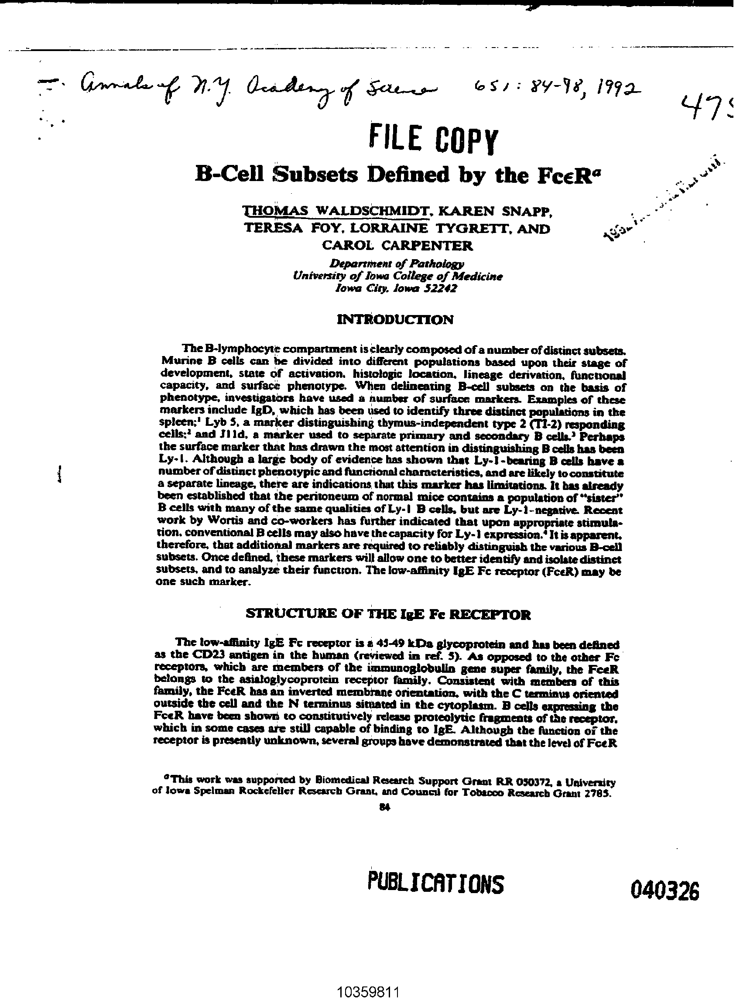 Annals of N.Y. Academy of Science 651: 84-98, 1992
FILE COPY
B-Cell Subsets Defined by the FcεRᵃ
THOMAS WALDSCHMIDT, KAREN SNAPP,
TERESA FOY, LORRAINE TYGRETT, AND
CAROL CARPENTER
Department of Pathology
University of Iowa College of Medicine
Iowa City, Iowa 52242
INTRODUCTION
The B-lymphocyte compartment is clearly composed of a number of distinct subsets.
Murine B cells can be divided into different populations based upon their stage of
development, state of activation, histologic location, lineage derivation, functional
capacity, and surface phenotype. When delineating B-cell subsets on the basis of
phenotype, investigators have used a number of surface markers. Examples of these
markers include IgD, which has been used to identify three distinct populations in the
spleen;¹ Lyb 5, a marker distinguishing thymus-independent type 2 (TI-2) responding
cells;² and J11d, a marker used to separate primary and secondary B cells.³ Perhaps
the surface marker that has drawn the most attention in distinguishing B cells has been
Ly-1. Although a large body of evidence has shown that Ly-1-bearing B cells have a
number of distinct phenotypic and functional characteristics, and are likely to constitute
a separate lineage, there are indications that this marker has limitations. It has already
been established that the peritoneum of normal mice contains a population of "sister"
B cells with many of the same qualities of Ly-1 B cells, but are Ly-1-negative. Recent
work by Wortis and co-workers has further indicated that upon appropriate stimula-
tion, conventional B cells may also have the capacity for Ly-1 expression.⁴ It is apparent,
therefore, that additional markers are required to reliably distinguish the various B-cell
subsets. Once defined, these markers will allow one to better identify and isolate distinct
subsets, and to analyze their function. The low-affinity IgE Fc receptor (FcεR) may be
one such marker.
STRUCTURE OF THE IgE Fc RECEPTOR
The low-affinity IgE Fc receptor is a 45-49 kDa glycoprotein and has been defined
as the CD23 antigen in the human (reviewed in ref. 5). As opposed to the other Fc
receptors, which are members of the immunoglobulin gene super family, the FcεR
belongs to the asialoglycoprotein receptor family. Consistent with members of this
family, the FcεR has an inverted membrane orientation, with the C terminus oriented
outside the cell and the N terminus situated in the cytoplasm. B cells expressing the
FcεR have been shown to constitutively release proteolytic fragments of the receptor,
which in some cases are still capable of binding to IgE. Although the function of the
receptor is presently unknown, several groups have demonstrated that the level of FcεR
ᵃThis work was supported by Biomedical Research Support Grant RR 050372, a University
of Iowa Spelman Rockefeller Research Grant, and Council for Tobacco Research Grant 2785.
84
PUBLICATIONS
040326
10359811